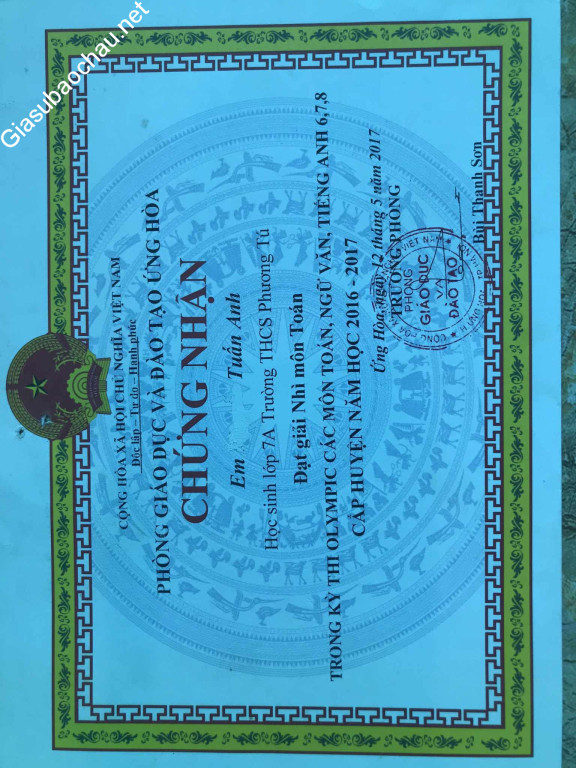 Giasubaochau.net
CỘNG HÒA XÃ HỘI CHỦ NGHĨA VIỆT NAM
Độc lập – Tự do – Hạnh phúc
PHÒNG GIÁO DỤC VÀ ĐÀO TẠO ỨNG HÒA
CHỨNG NHẬN
Em Tuấn Anh
Học sinh lớp 7A Trường THCS Phương Tú
Đạt giải Nhì môn Toán
TRONG KỲ THI OLYMPIC CÁC MÔN TOÁN, NGỮ VĂN, TIẾNG ANH 6,7,8
CẤP HUYỆN NĂM HỌC 2016 - 2017
Ứng Hòa, ngày 12 tháng 5 năm 2017
TRƯỞNG PHÒNG
PHÒNG
GIÁO DỤC
VÀ
ĐÀO TẠO
Bùi Thanh Sơn